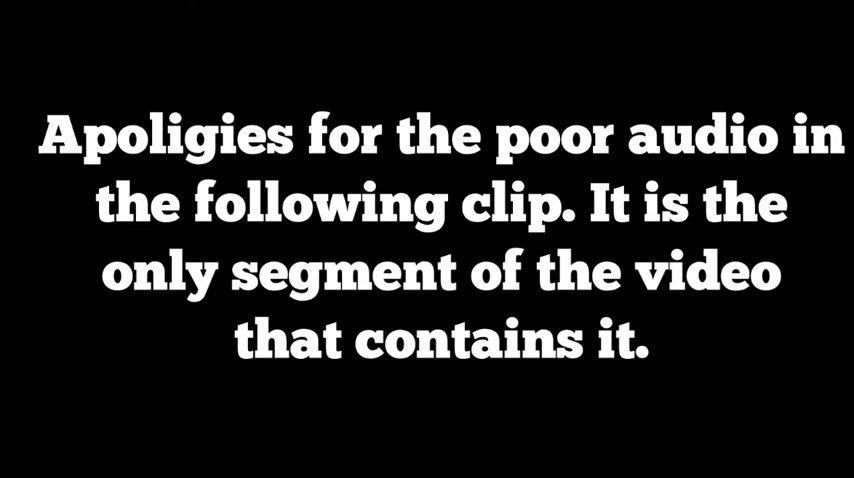 Apoligies for the poor audio in
the following clip. It is the
only segment of the video
that contains it.